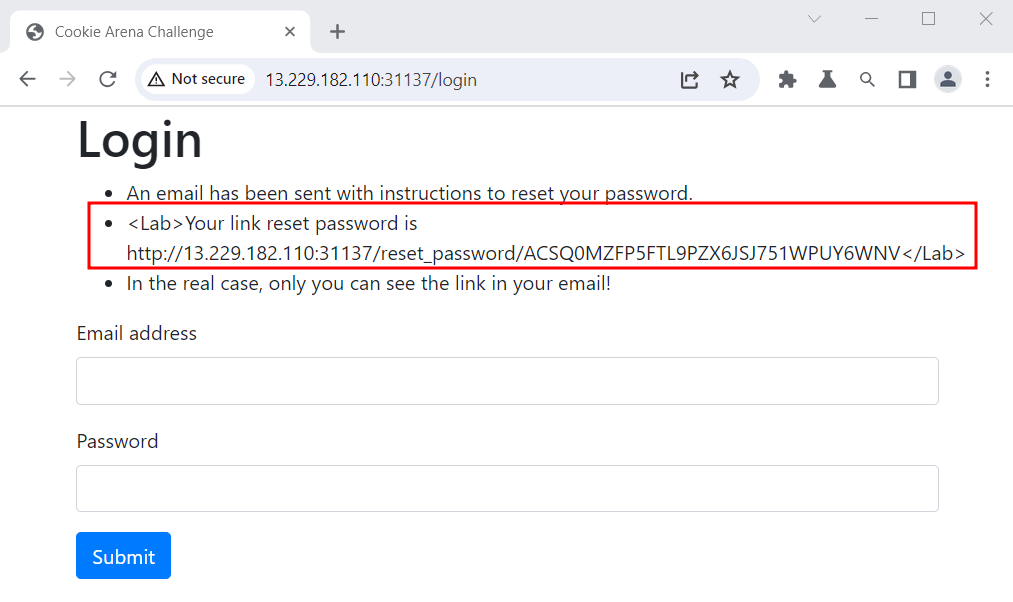 Cookie Arena Challenge
Not secure
13.229.182.110:31137/login
Login
An email has been sent with instructions to reset your password.
<Lab>Your link reset password is
http://13.229.182.110:31137/reset_password/ACSQ0MZFP5FTL9PZX6JSJ751WPUY6WNV</Lab>
In the real case, only you can see the link in your email!
Email address
Password
Submit